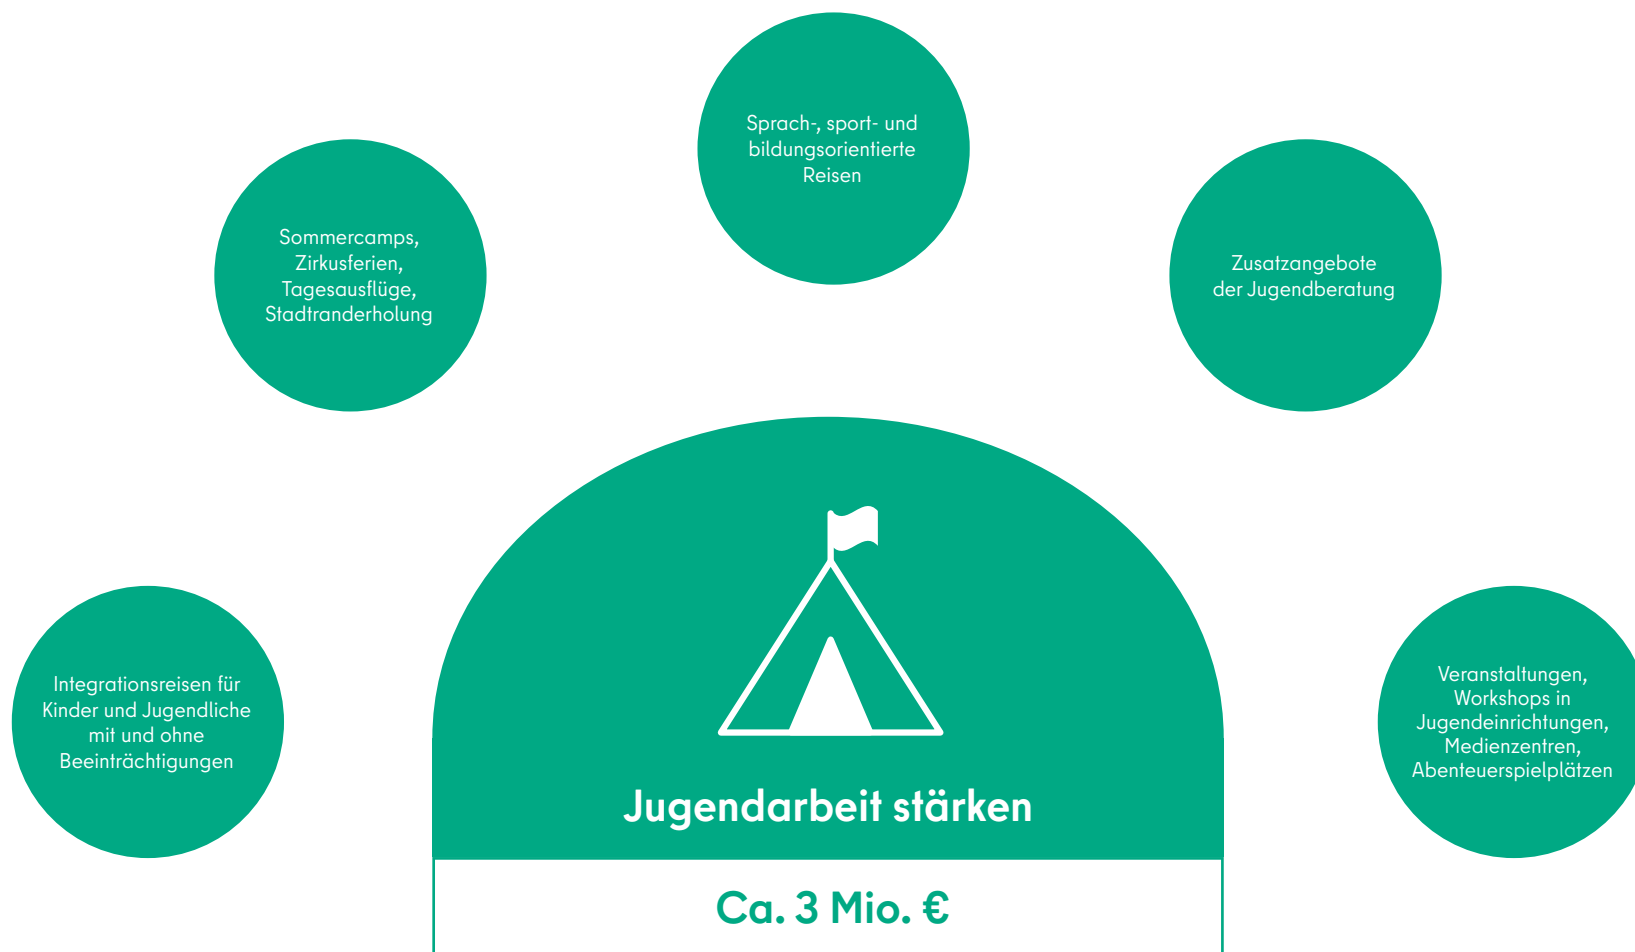 Sprach-, sport- und
bildungsorientierte
Reisen
Sommercamps,
Zirkusferien,
Tagesausflüge,
Stadtranderholung
Zusatzangebote
der Jugendberatung
Integrationsreisen für
Kinder und Jugendliche
mit und ohne
Beeinträchtigungen
Veranstaltungen,
Workshops in
Jugendeinrichtungen,
Medienzentren,
Abenteuerspielplätzen
Jugendarbeit stärken
Ca. 3 Mio. €